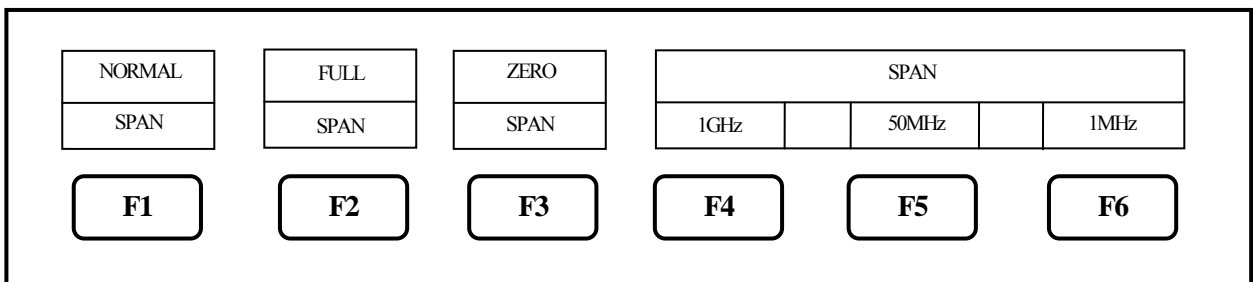 NORMAL FULL ZERO SPAN
SPAN SPAN SPAN 1GHz 50MHz 1MHz
F1 F2 F3 F4 F5 F6